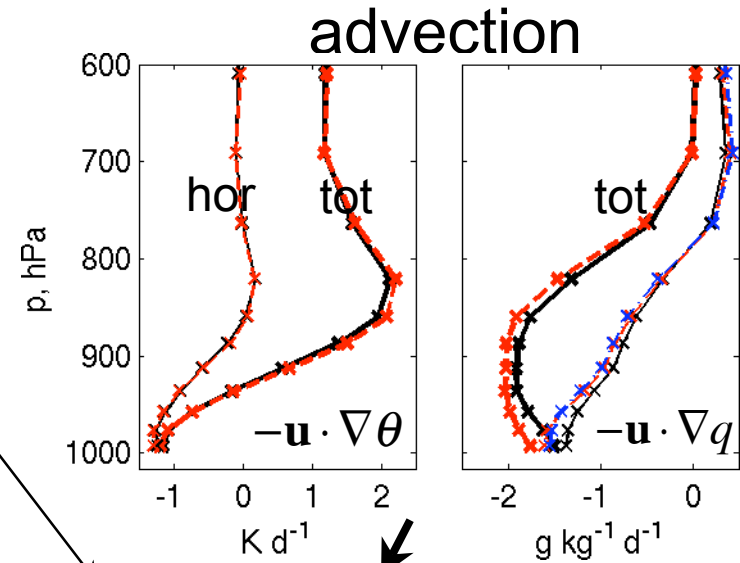 advection
600
700
800
900
1000
p, hPa
hor
tot
tot
−u · ∇θ
−u · ∇q
-1 0 1 2
-2 -1 0
K d⁻¹
g kg⁻¹ d⁻¹